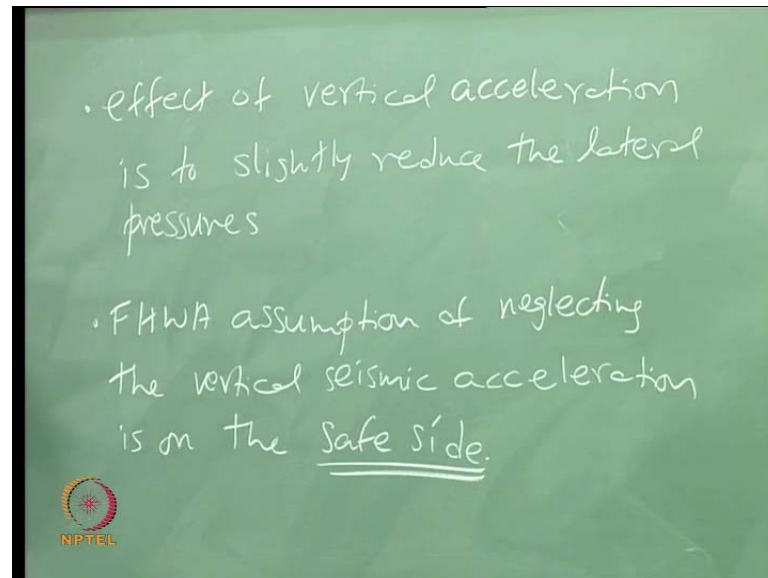 . effect of vertical acceleration
is to slightly reduce the lateral
pressures
. FHWA assumption of neglecting
the vertical seismic acceleration
is on the safe side.
NPTEL